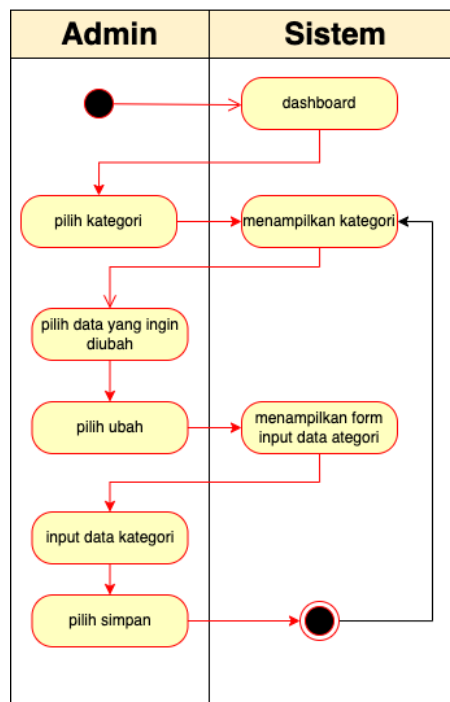 Admin
Sistem
dashboard
pilih kategori
menampilkan kategori
pilih data yang ingin
diubah
pilih ubah
menampilkan form
input data ategori
input data kategori
pilih simpan